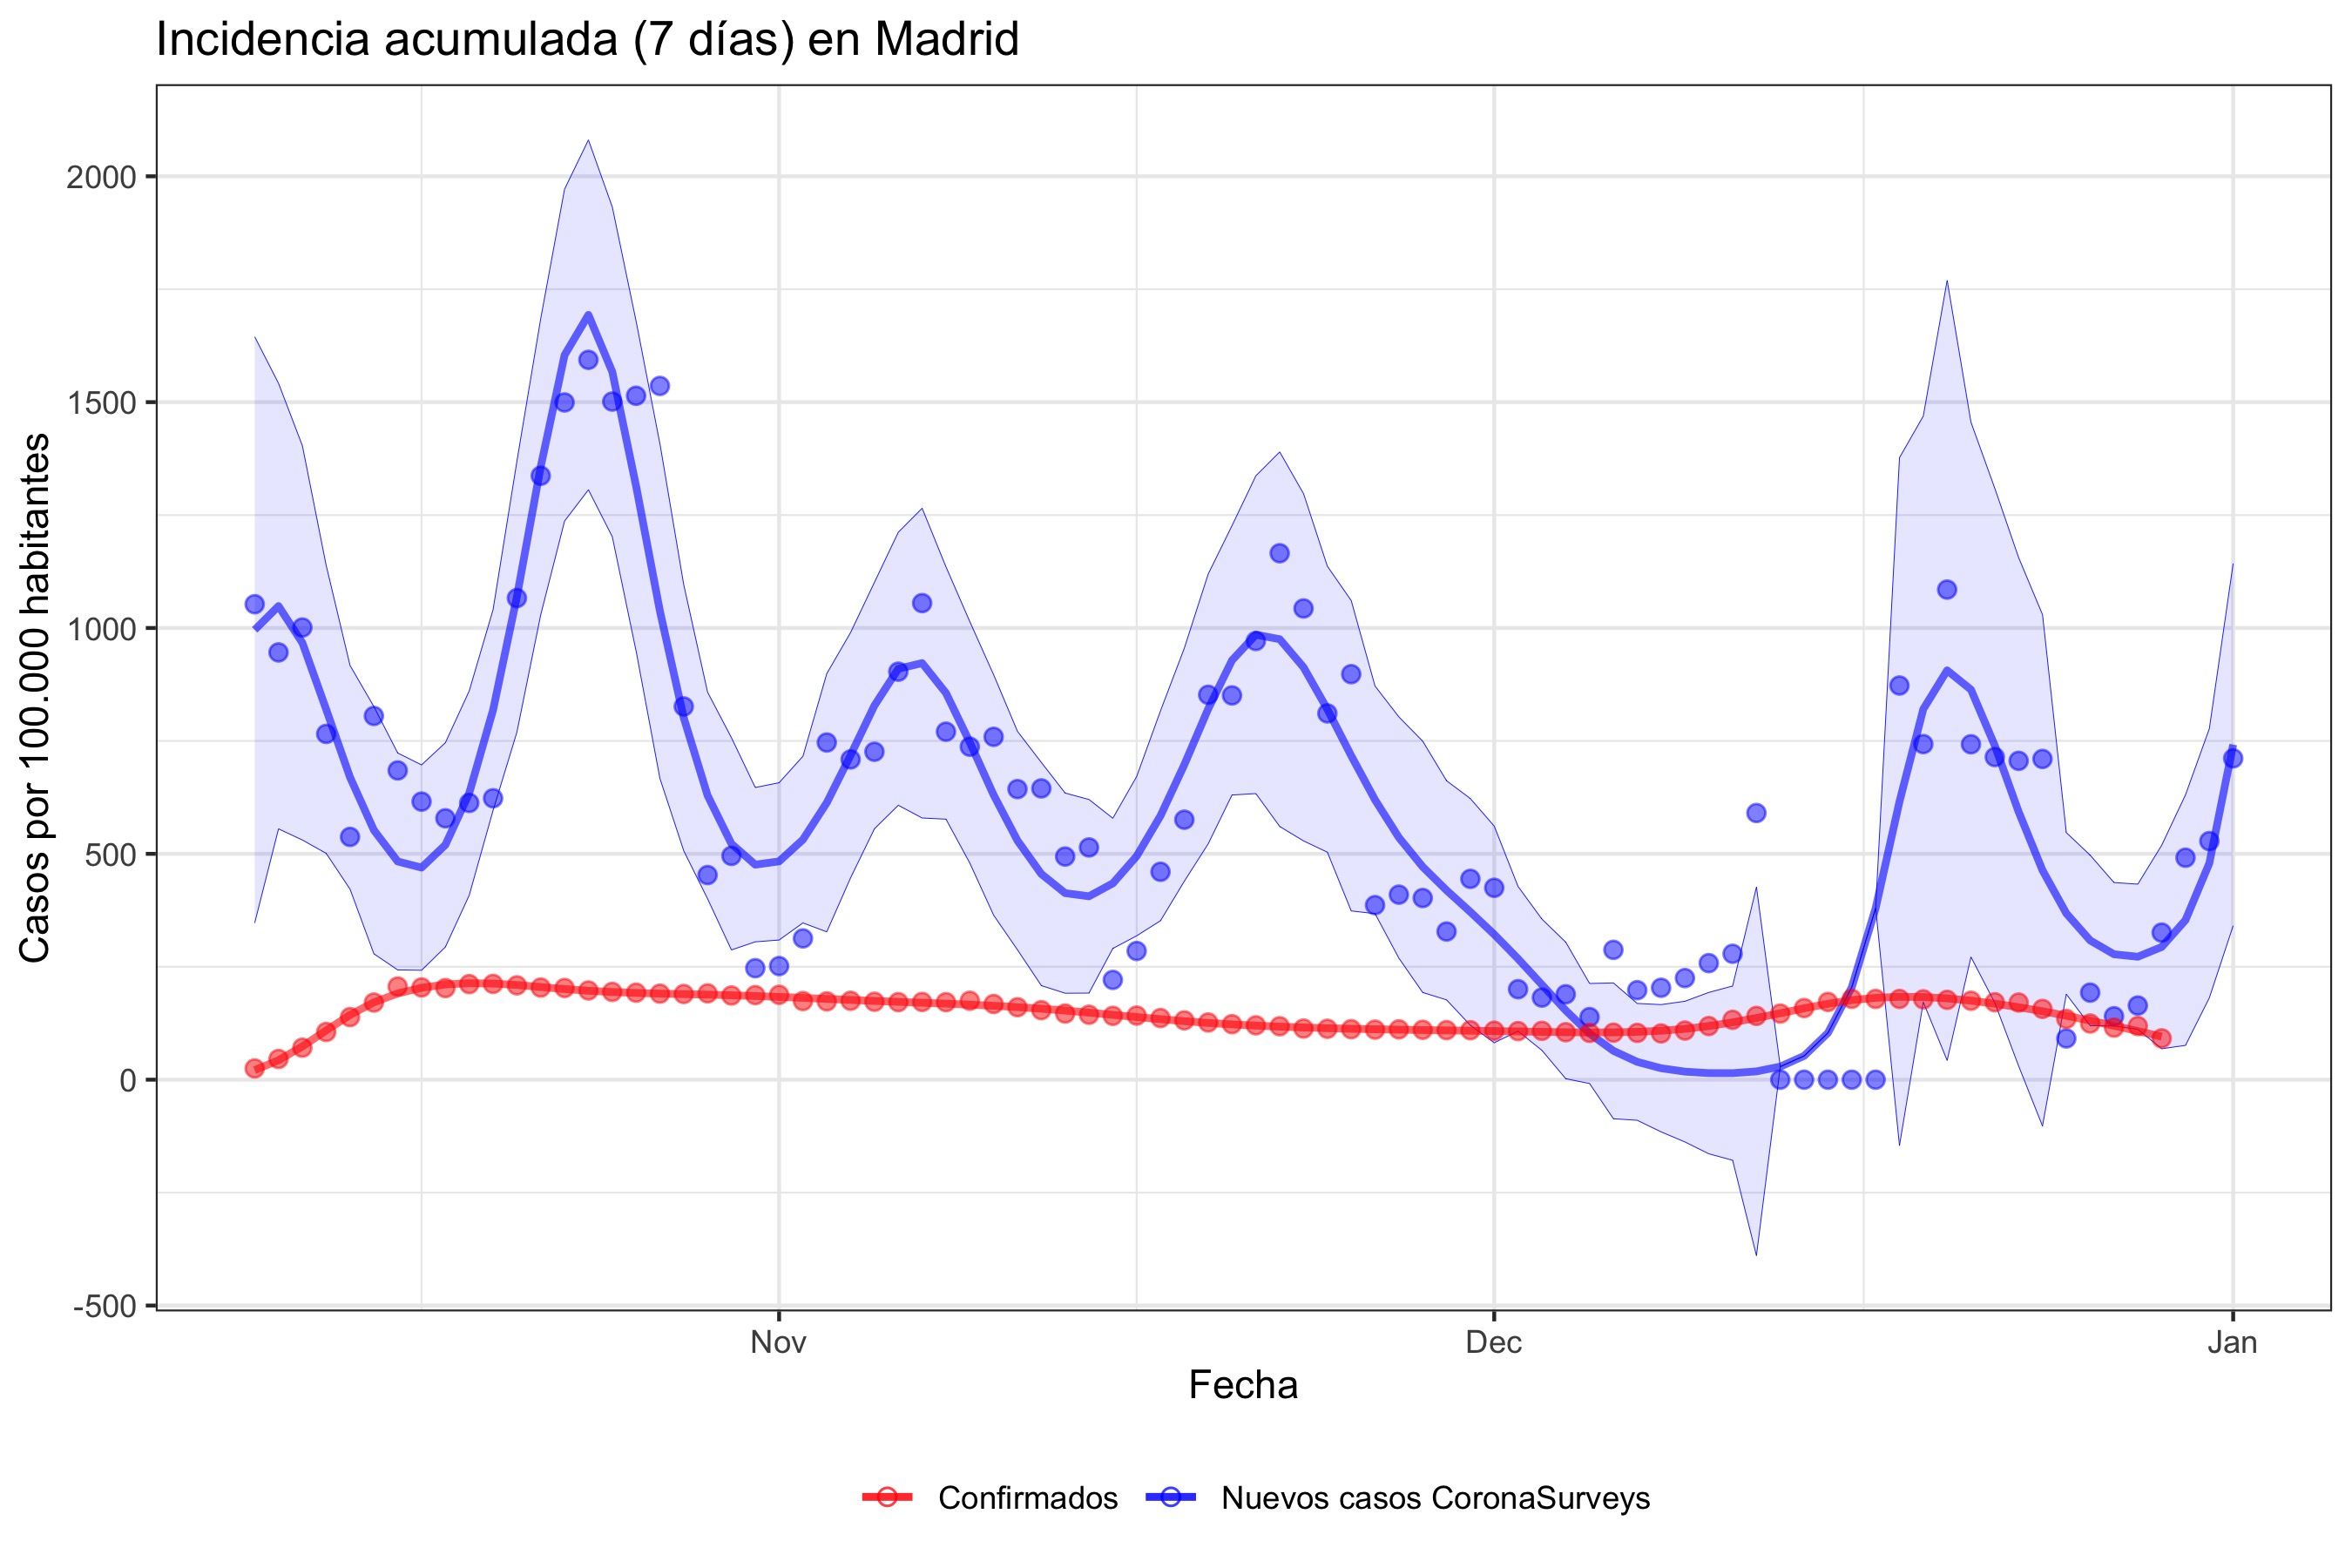 Incidencia acumulada (7 días) en Madrid
Casos por 100.000 habitantes
2000
1500
1000
500
0
-500
Nov Dec Jan
Fecha
Confirmados Nuevos casos CoronaSurveys